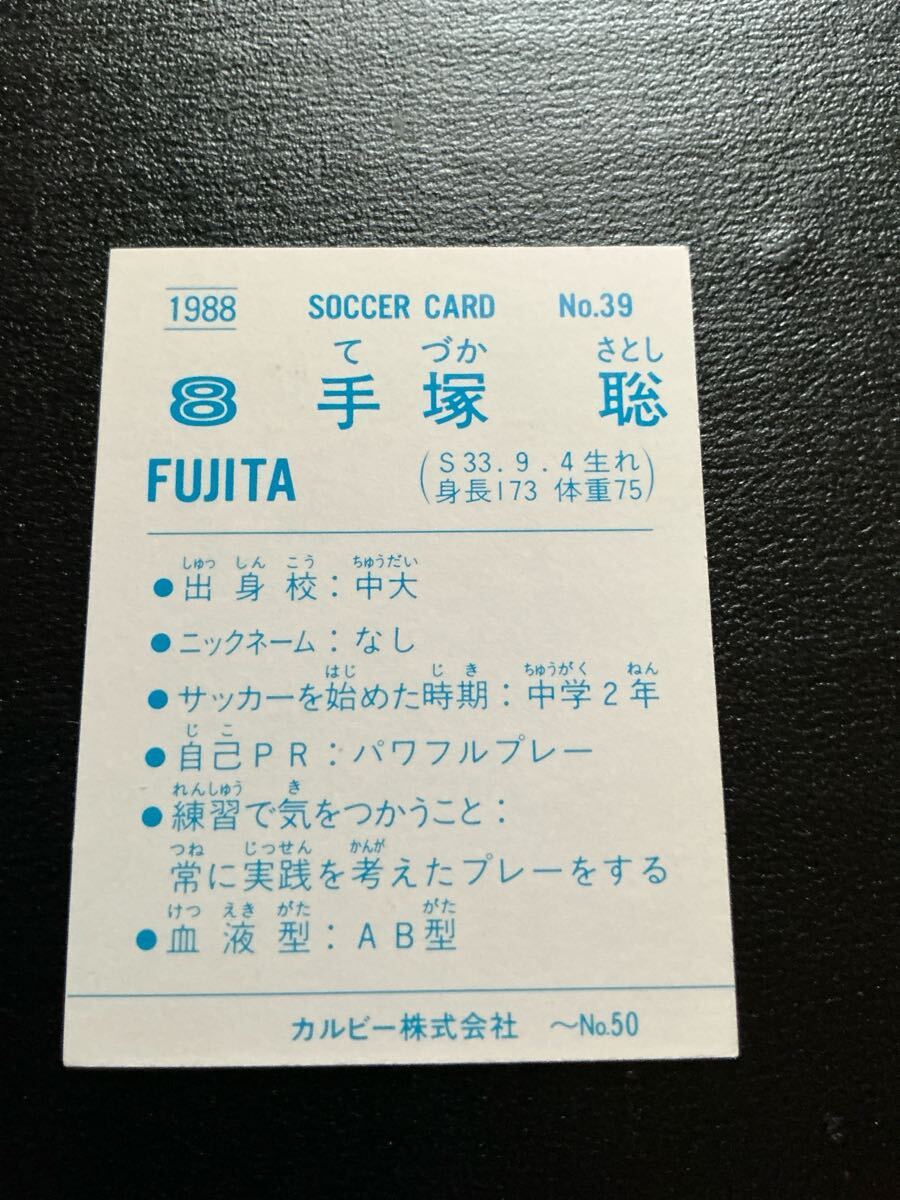 1988 SOCCER CARD No.39
て づか さとし
8 手塚 聡
FUJITA
(S33.9.4生れ
身長173 体重75)
しゅっ しん こう ちゅうだい
●出身校：中大
●ニックネーム：なし
はじ じ き ちゅうがく ねん
●サッカーを始めた時期：中学2年
じ こ
●自己PR：パワフルプレー
れんしゅう き
●練習で気をつかうこと：
つね じっせん かんが
常に実践を考えたプレーをする
けつ えき がた がた
●血液型：AB型
カルビー株式会社 〜No.50